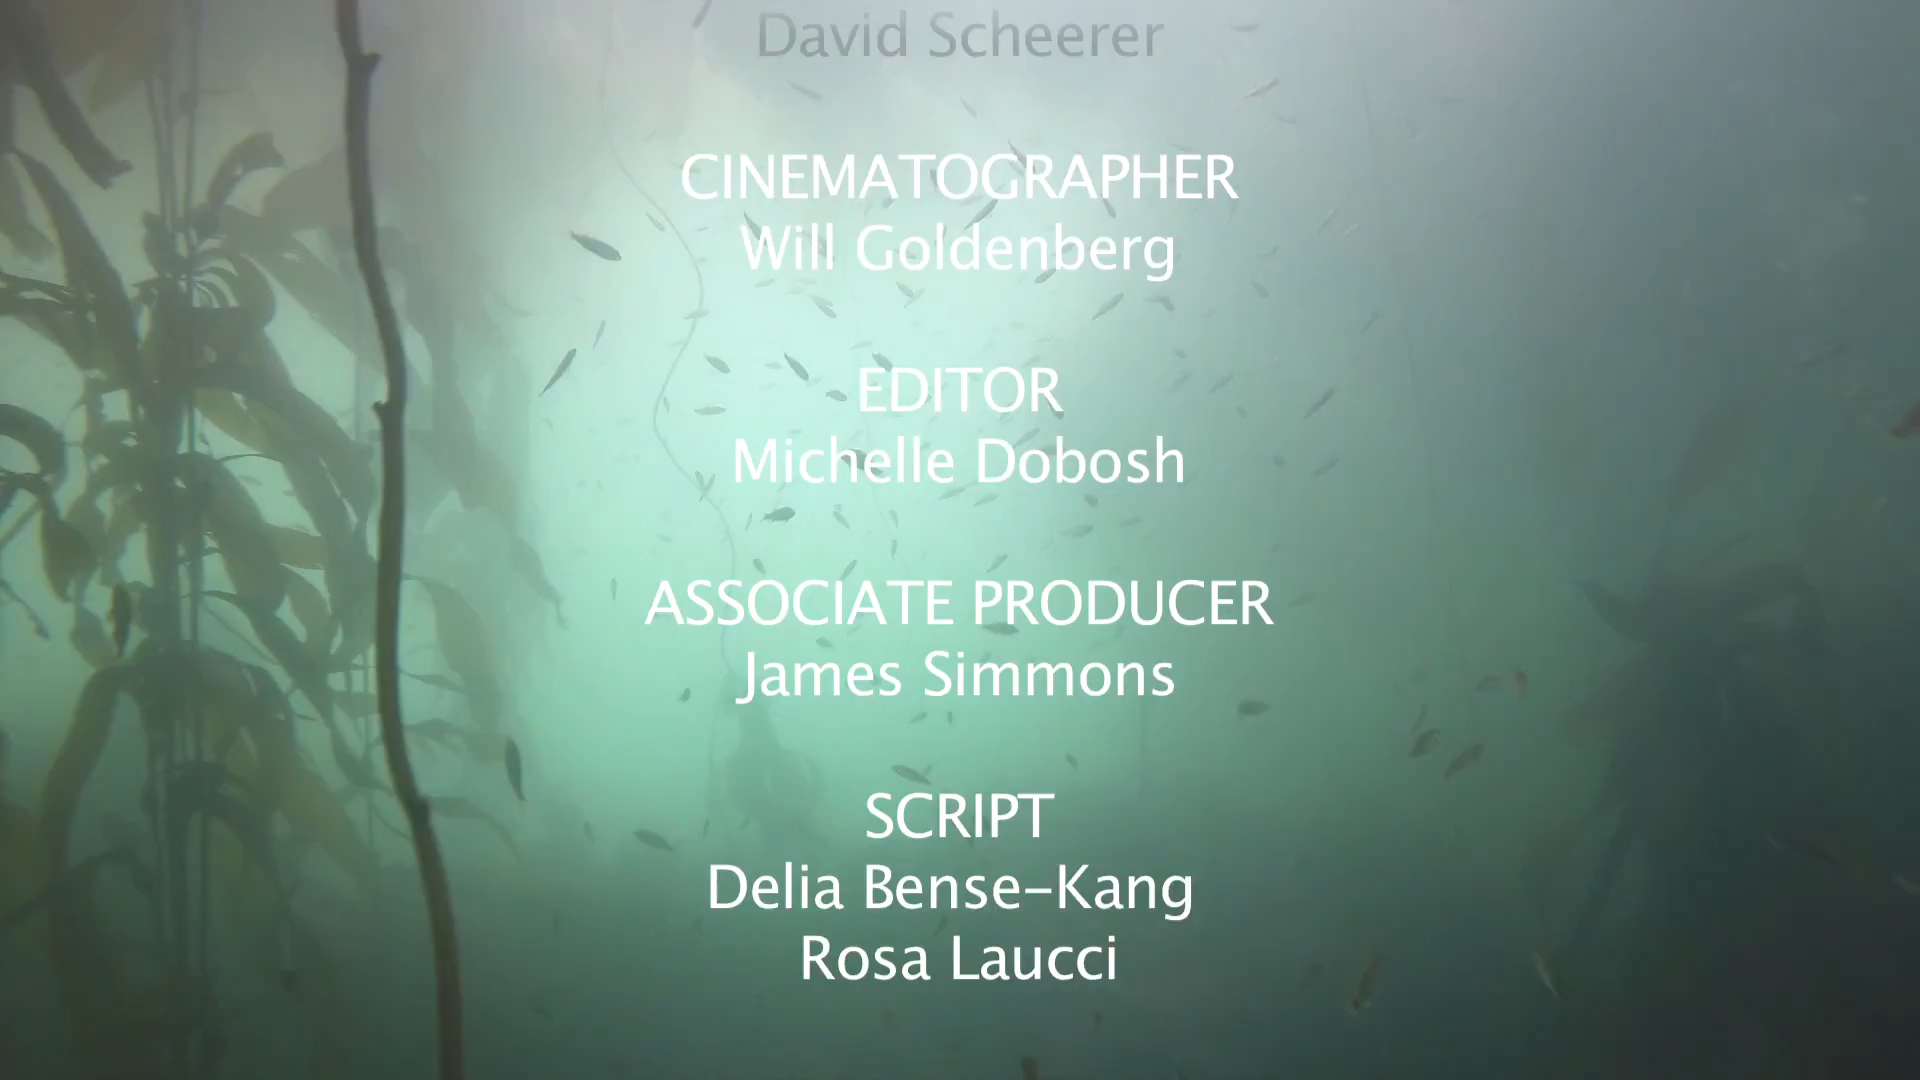 David Scheerer
CINEMATOGRAPHER
Will Goldenberg
EDITOR
Michelle Dobosh
ASSOCIATE PRODUCER
James Simmons
SCRIPT
Delia Bense-Kang
Rosa Laucci